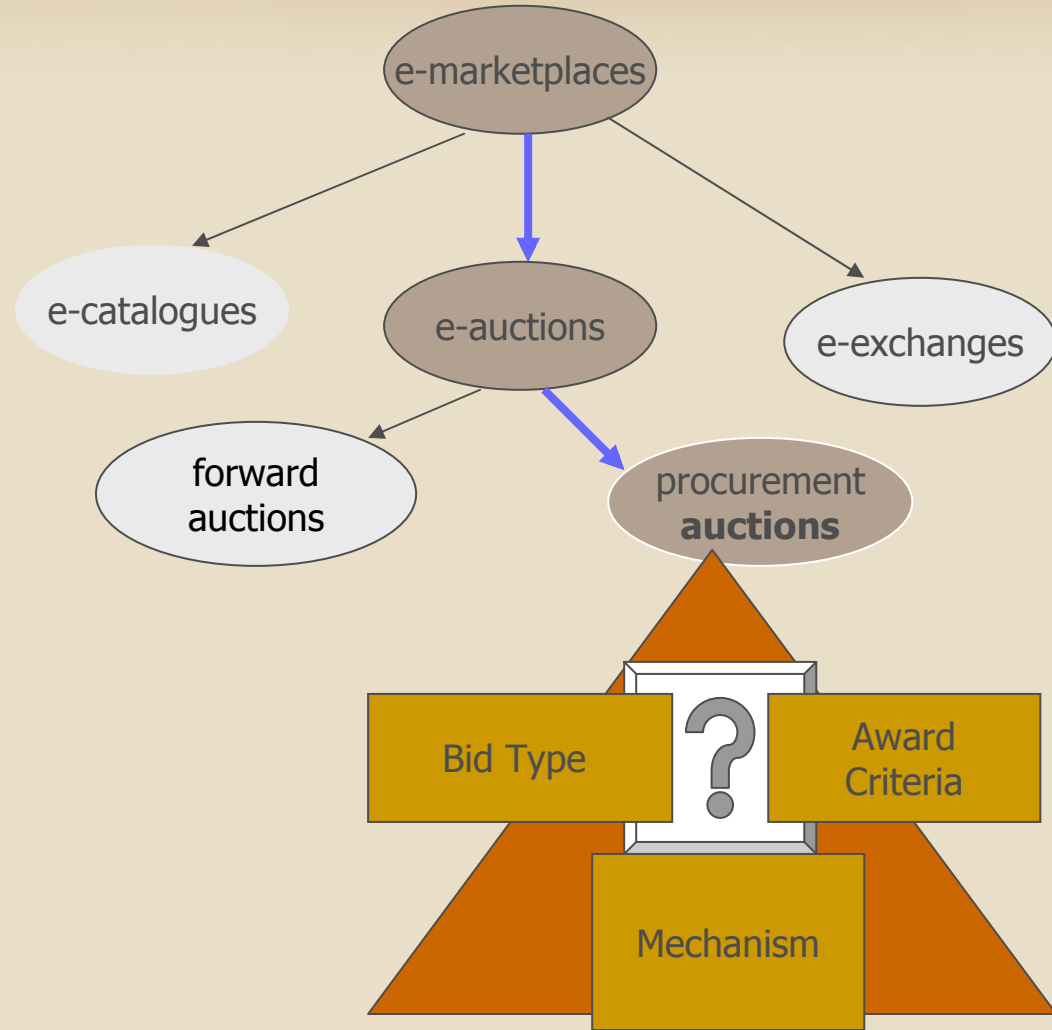 e-marketplaces
e-catalogues
e-auctions
e-exchanges
forward
auctions
procurement
auctions
?
Bid Type
Award
Criteria
Mechanism